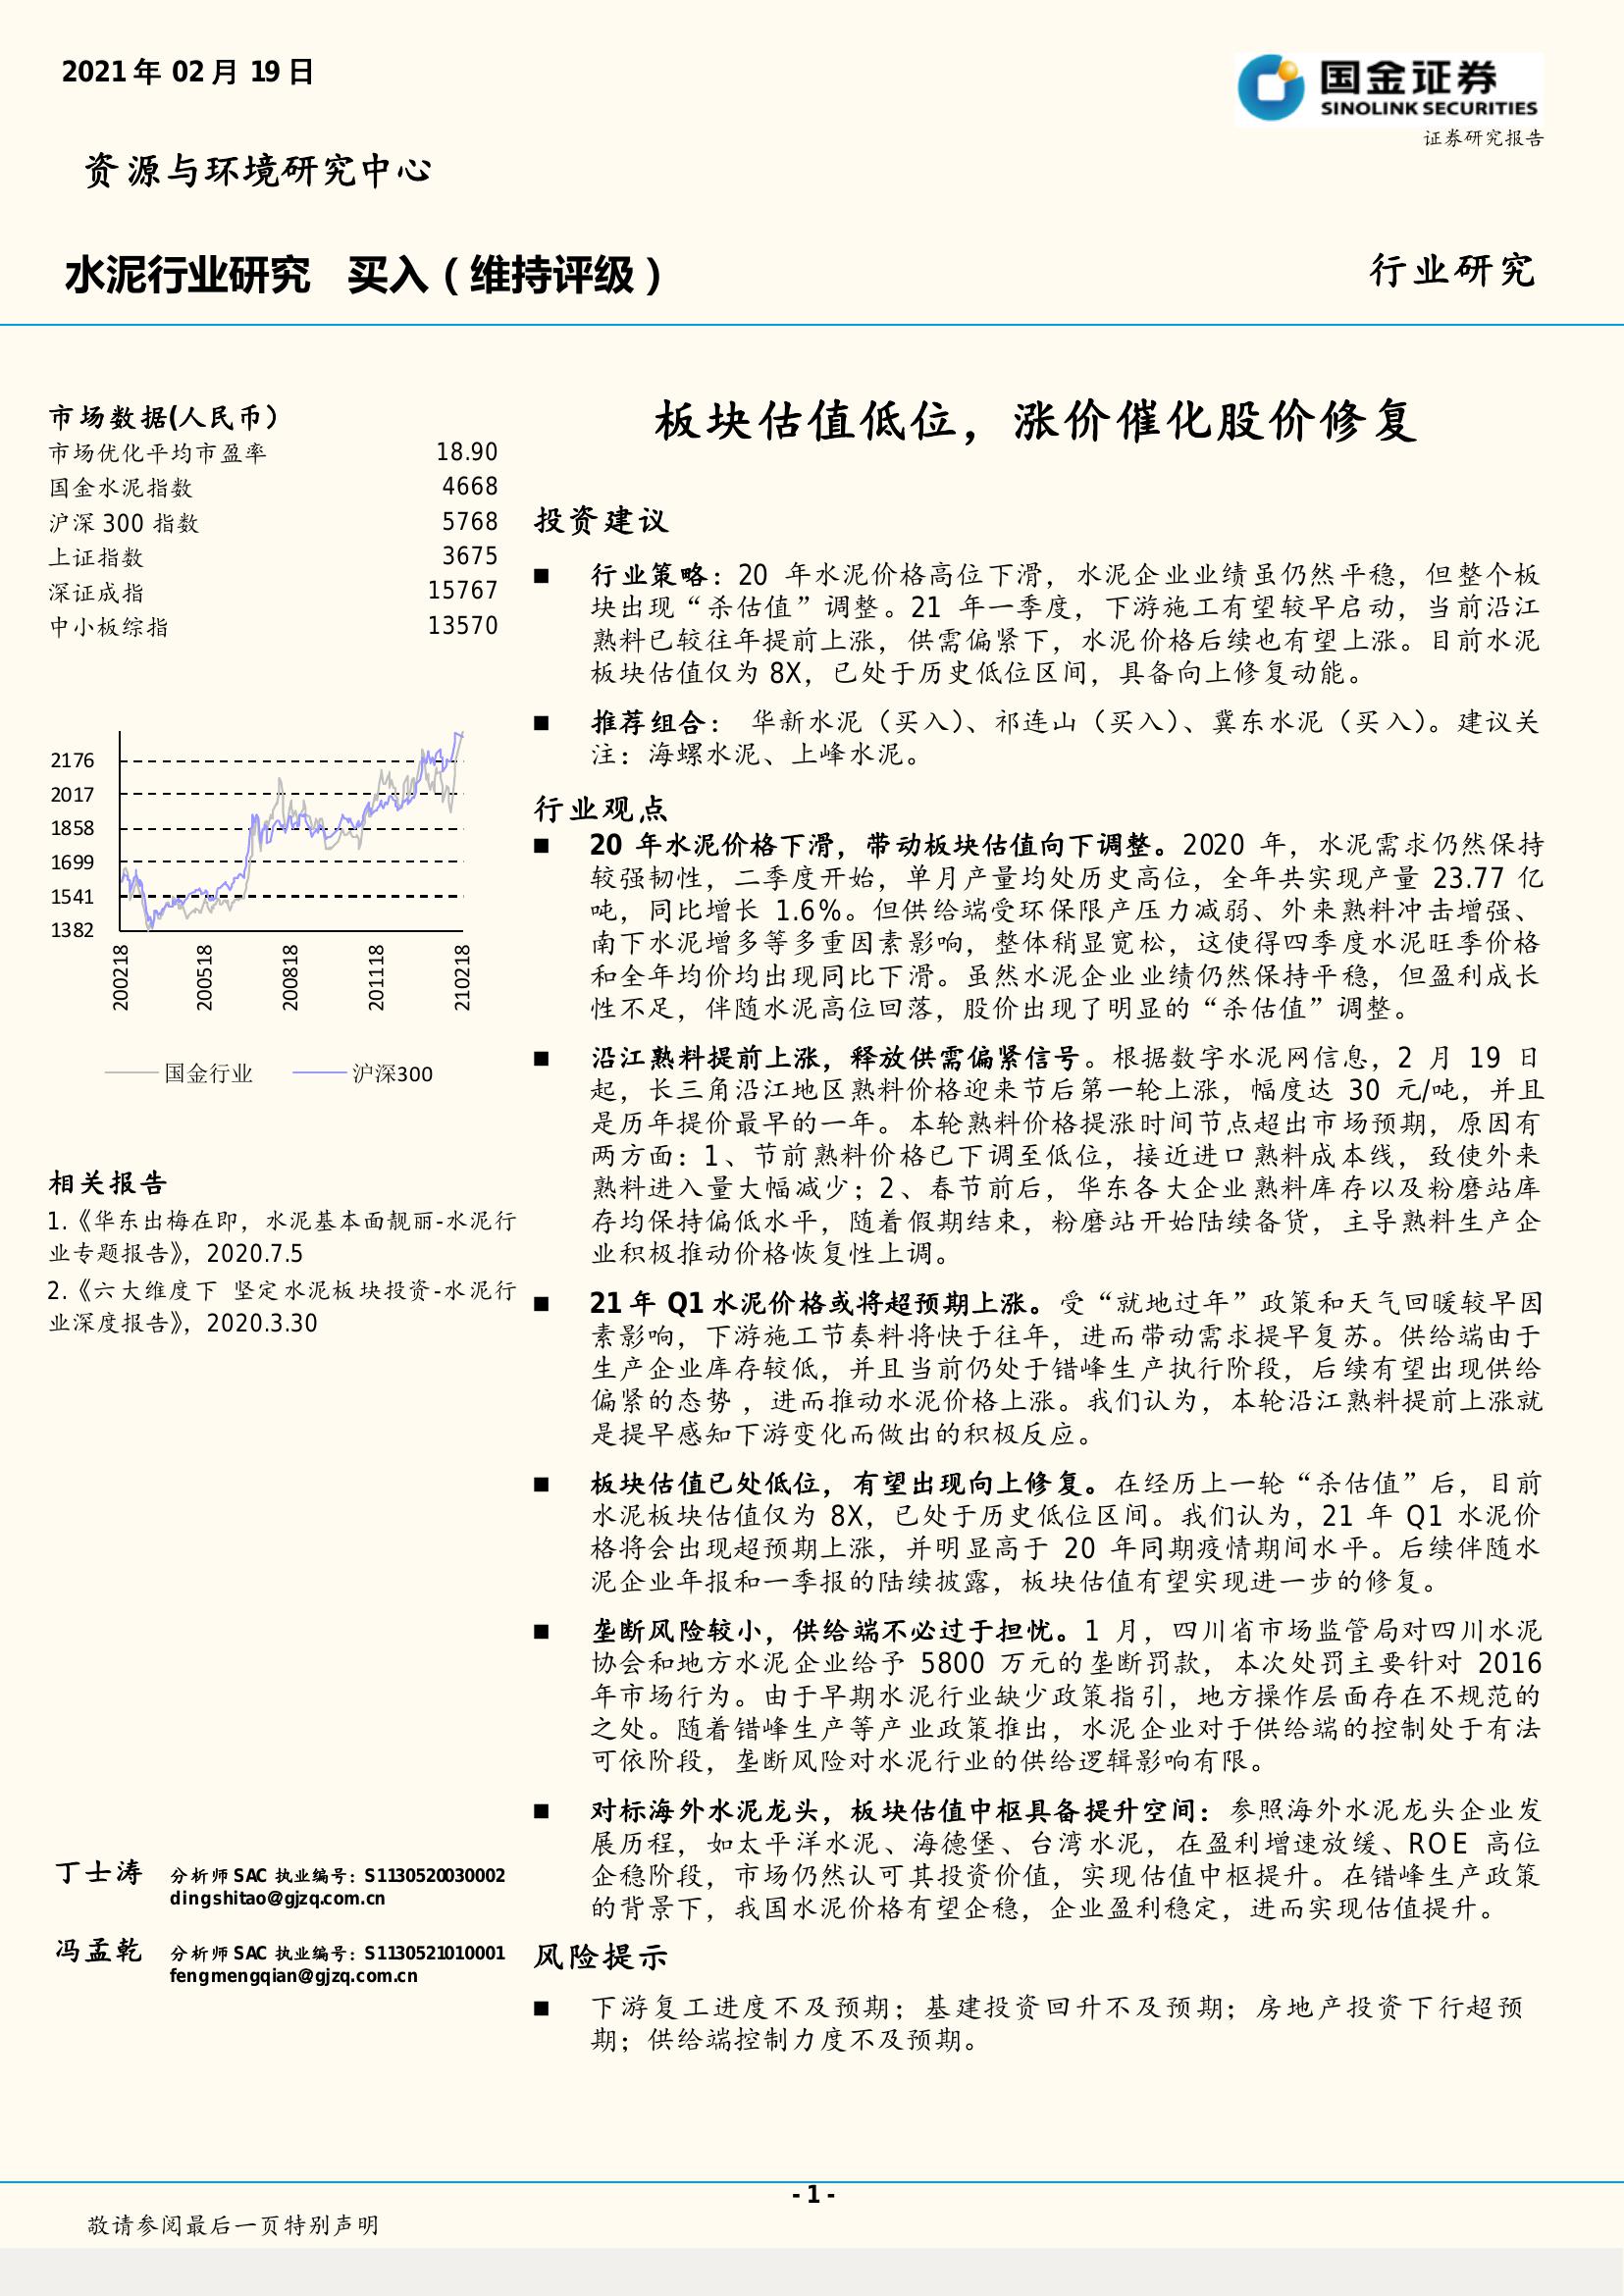 2021 年 02 月 19 日
国金证券
SINOLINK SECURITIES
证券研究报告
资源与环境研究中心
水泥行业研究 买入（维持评级）
行业研究
市场数据(人民币）
市场优化平均市盈率 18.90
国金水泥指数 4668
沪深 300 指数 5768
上证指数 3675
深证成指 15767
中小板综指 13570
2176
2017
1858
1699
1541
1382
200218
200518
200818
201118
210218
国金行业 沪深300
相关报告
1.《华东出梅在即，水泥基本面靓丽-水泥行
业专题报告》，2020.7.5
2.《六大维度下 坚定水泥板块投资-水泥行
业深度报告》，2020.3.30
丁士涛 分析师 SAC 执业编号：S1130520030002
dingshitao@gjzq.com.cn
冯孟乾 分析师 SAC 执业编号：S1130521010001
fengmengqian@gjzq.com.cn
板块估值低位，涨价催化股价修复
投资建议
■ 行业策略：20 年水泥价格高位下滑，水泥企业业绩虽仍然平稳，但整个板
块出现“杀估值”调整。21 年一季度，下游施工有望较早启动，当前沿江
熟料已较往年提前上涨，供需偏紧下，水泥价格后续也有望上涨。目前水泥
板块估值仅为 8X，已处于历史低位区间，具备向上修复动能。
■ 推荐组合： 华新水泥（买入）、祁连山（买入）、冀东水泥（买入）。建议关
注：海螺水泥、上峰水泥。
行业观点
■ 20 年水泥价格下滑，带动板块估值向下调整。2020 年，水泥需求仍然保持
较强韧性，二季度开始，单月产量均处历史高位，全年共实现产量 23.77 亿
吨，同比增长 1.6%。但供给端受环保限产压力减弱、外来熟料冲击增强、
南下水泥增多等多重因素影响，整体稍显宽松，这使得四季度水泥旺季价格
和全年均价均出现同比下滑。虽然水泥企业业绩仍然保持平稳，但盈利成长
性不足，伴随水泥高位回落，股价出现了明显的“杀估值”调整。
■ 沿江熟料提前上涨，释放供需偏紧信号。根据数字水泥网信息，2 月 19 日
起，长三角沿江地区熟料价格迎来节后第一轮上涨，幅度达 30 元/吨，并且
是历年提价最早的一年。本轮熟料价格提涨时间节点超出市场预期，原因有
两方面：1、节前熟料价格已下调至低位，接近进口熟料成本线，致使外来
熟料进入量大幅减少；2、春节前后，华东各大企业熟料库存以及粉磨站库
存均保持偏低水平，随着假期结束，粉磨站开始陆续备货，主导熟料生产企
业积极推动价格恢复性上调。
■ 21 年 Q1 水泥价格或将超预期上涨。受“就地过年”政策和天气回暖较早因
素影响，下游施工节奏料将快于往年，进而带动需求提早复苏。供给端由于
生产企业库存较低，并且当前仍处于错峰生产执行阶段，后续有望出现供给
偏紧的态势 ，进而推动水泥价格上涨。我们认为，本轮沿江熟料提前上涨就
是提早感知下游变化而做出的积极反应。
■ 板块估值已处低位，有望出现向上修复。在经历上一轮“杀估值”后，目前
水泥板块估值仅为 8X，已处于历史低位区间。我们认为，21 年 Q1 水泥价
格将会出现超预期上涨，并明显高于 20 年同期疫情期间水平。后续伴随水
泥企业年报和一季报的陆续披露，板块估值有望实现进一步的修复。
■ 垄断风险较小，供给端不必过于担忧。1 月，四川省市场监管局对四川水泥
协会和地方水泥企业给予 5800 万元的垄断罚款，本次处罚主要针对 2016
年市场行为。由于早期水泥行业缺少政策指引，地方操作层面存在不规范的
之处。随着错峰生产等产业政策推出，水泥企业对于供给端的控制处于有法
可依阶段，垄断风险对水泥行业的供给逻辑影响有限。
■ 对标海外水泥龙头，板块估值中枢具备提升空间：参照海外水泥龙头企业发
展历程，如太平洋水泥、海德堡、台湾水泥，在盈利增速放缓、ROE 高位
企稳阶段，市场仍然认可其投资价值，实现估值中枢提升。在错峰生产政策
的背景下，我国水泥价格有望企稳，企业盈利稳定，进而实现估值提升。
风险提示
■ 下游复工进度不及预期；基建投资回升不及预期；房地产投资下行超预
期；供给端控制力度不及预期。
- 1 -
敬请参阅最后一页特别声明